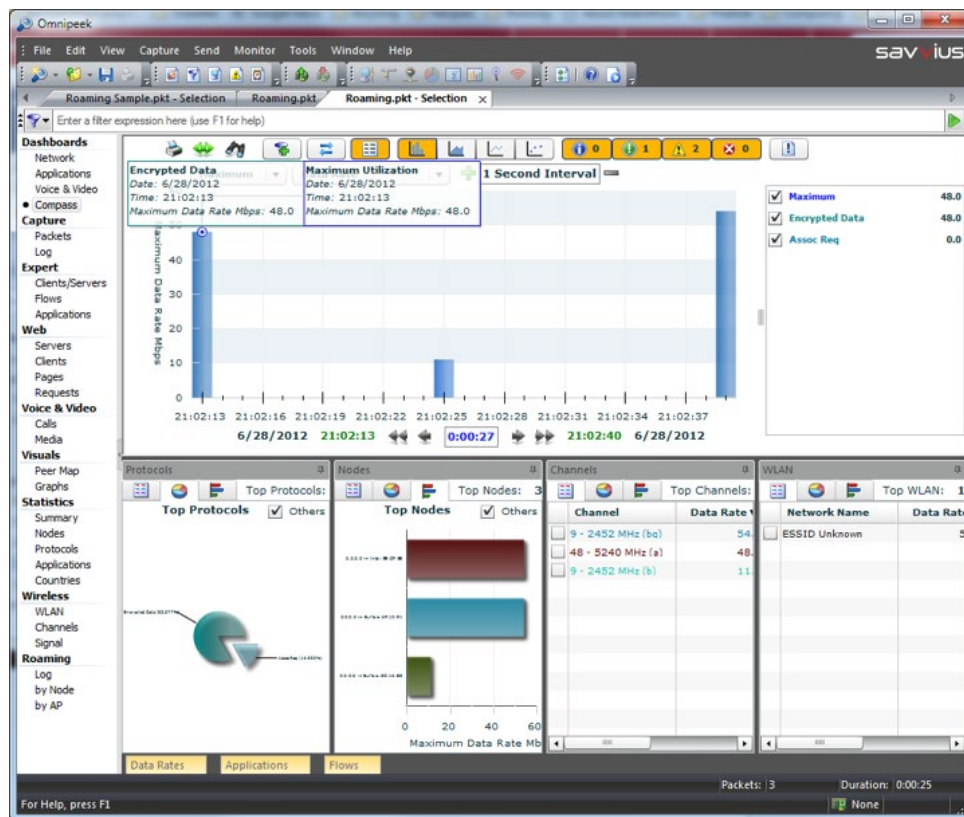 Omnipeek
File Edit View Capture Send Monitor Tools Window Help
savvius
Roaming Sample.pkt - Selection Roaming.pkt Roaming.pkt - Selection x
Enter a filter expression here (use F1 for help)
Dashboards
Network
Applications
Voice & Video
Compass
Capture
Packets
Log
Expert
Clients/Servers
Flows
Applications
Web
Servers
Clients
Pages
Requests
Voice & Video
Calls
Media
Visuals
Peer Map
Graphs
Statistics
Summary
Nodes
Protocols
Applications
Countries
Wireless
WLAN
Channels
Signal
Roaming
Log
by Node
by AP
0 1 2 0
Encrypted Data
Date: 6/28/2012
Time: 21:02:13
Maximum Data Rate Mbps: 48.0
Maximum Utilization
Date: 6/28/2012
Time: 21:02:13
Maximum Data Rate Mbps: 48.0
1 Second Interval
Maximum 48.0
Encrypted Data 48.0
Assoc Req 0.0
Maximum Data Rate Mbps
40
30
20
10
0
21:02:13 21:02:16 21:02:19 21:02:22 21:02:25 21:02:28 21:02:31 21:02:34 21:02:37
6/28/2012 21:02:13 0:00:27 21:02:40 6/28/2012
Protocols
Top Protocols:
Top Protocols Others
Nodes
Top Nodes: 3
Top Nodes Others
0 20 40 60
Maximum Data Rate Mb
Channels
Top Channels:
Channel Data Rate
9 - 2452 MHz (bg) 54.
48 - 5240 MHz (a) 48.
9 - 2452 MHz (b) 11.
WLAN
Top WLAN: 1
Network Name Data Rat
ESSID Unknown 5
Data Rates Applications Flows
Packets: 3 Duration: 0:00:25
For Help, press F1 None